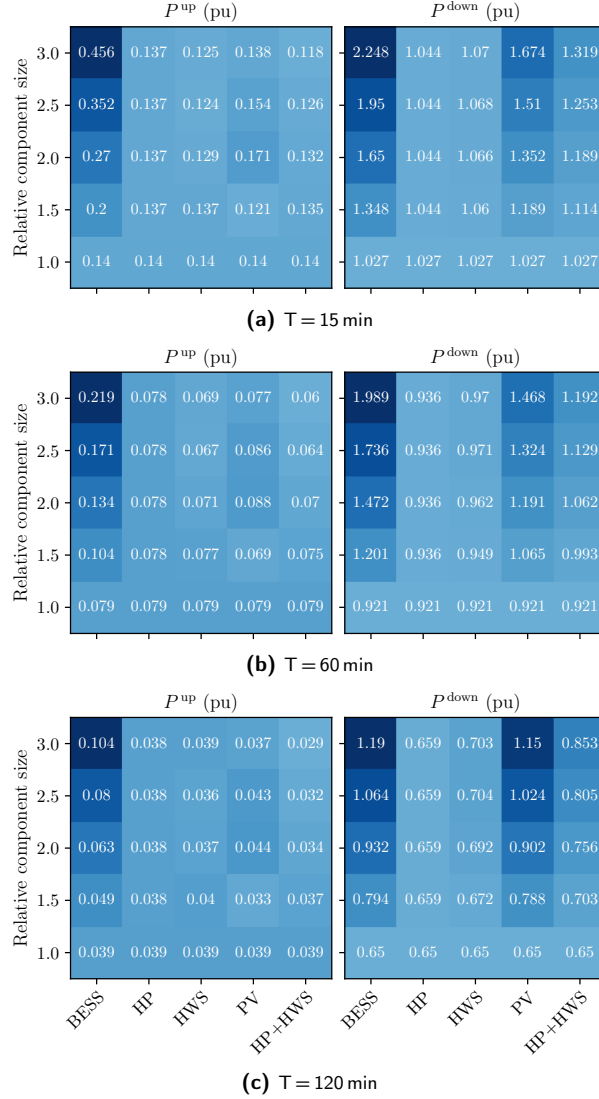 P up (pu) P down (pu)
Relative component size
3.0 0.456 0.137 0.125 0.138 0.118 2.248 1.044 1.07 1.674 1.319
2.5 0.352 0.137 0.124 0.154 0.126 1.95 1.044 1.068 1.51 1.253
2.0 0.27 0.137 0.129 0.171 0.132 1.65 1.044 1.066 1.352 1.189
1.5 0.2 0.137 0.137 0.121 0.135 1.348 1.044 1.06 1.189 1.114
1.0 0.14 0.14 0.14 0.14 0.14 1.027 1.027 1.027 1.027 1.027
(a) T = 15 min
P up (pu) P down (pu)
Relative component size
3.0 0.219 0.078 0.069 0.077 0.06 1.989 0.936 0.97 1.468 1.192
2.5 0.171 0.078 0.067 0.086 0.064 1.736 0.936 0.971 1.324 1.129
2.0 0.134 0.078 0.071 0.088 0.07 1.472 0.936 0.962 1.191 1.062
1.5 0.104 0.078 0.077 0.069 0.075 1.201 0.936 0.949 1.065 0.993
1.0 0.079 0.079 0.079 0.079 0.079 0.921 0.921 0.921 0.921 0.921
(b) T = 60 min
P up (pu) P down (pu)
Relative component size
3.0 0.104 0.038 0.039 0.037 0.029 1.19 0.659 0.703 1.15 0.853
2.5 0.08 0.038 0.036 0.043 0.032 1.064 0.659 0.704 1.024 0.805
2.0 0.063 0.038 0.037 0.044 0.034 0.932 0.659 0.692 0.902 0.756
1.5 0.049 0.038 0.04 0.033 0.037 0.794 0.659 0.672 0.788 0.703
1.0 0.039 0.039 0.039 0.039 0.039 0.65 0.65 0.65 0.65 0.65
BESS HP HWS PV HP+HWS BESS HP HWS PV HP+HWS
(c) T = 120 min